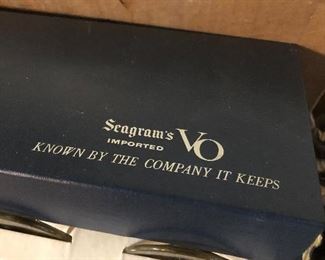 Seagram's VO
IMPORTED
KNOWN BY THE COMPANY IT KEEPS